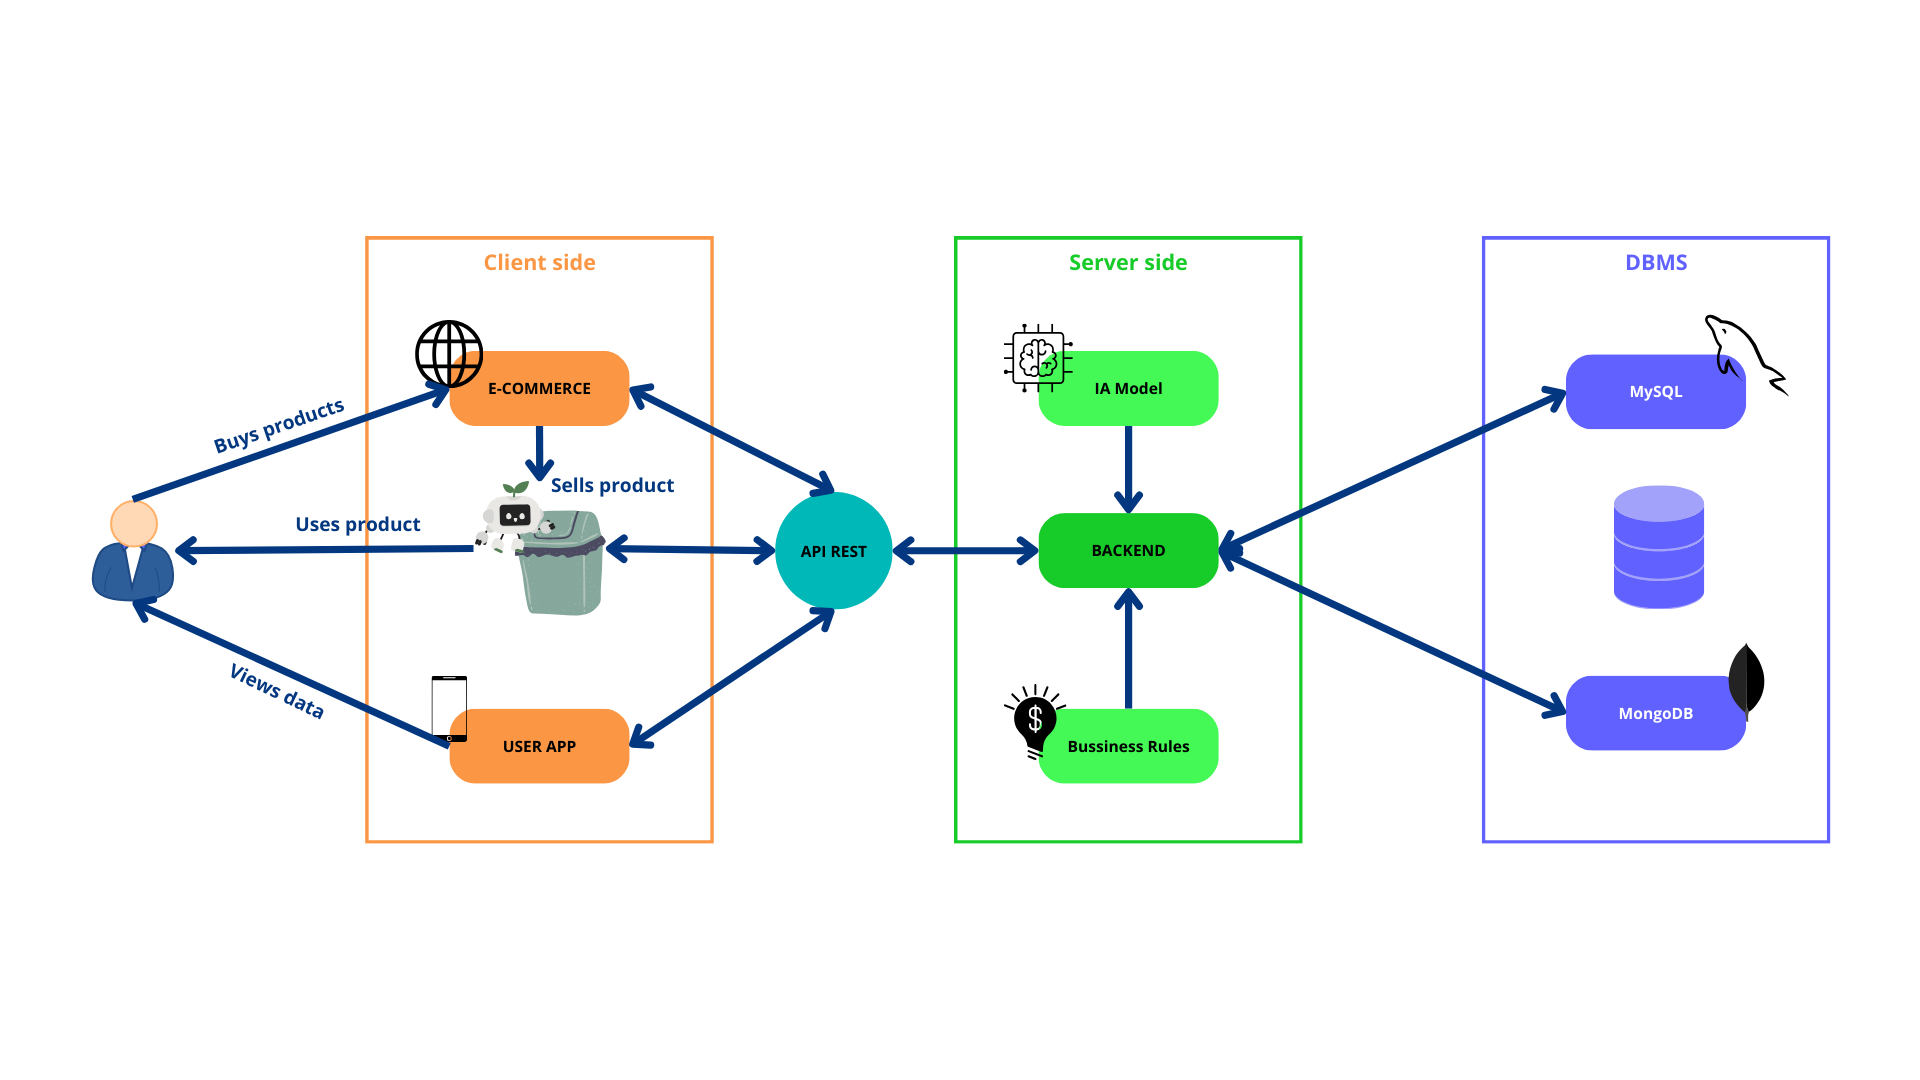 Client side
Server side
DBMS
E-COMMERCE
IA Model
MySQL
Buys products
Sells product
Uses product
API REST
BACKEND
Views data
USER APP
Bussiness Rules
MongoDB
$